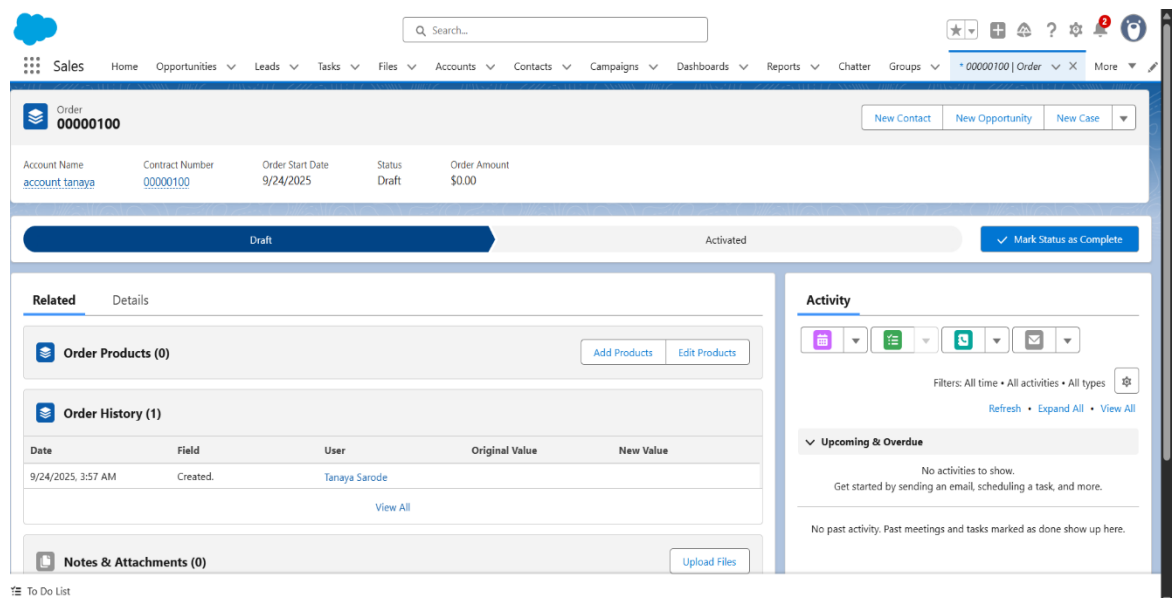 Search...
2
Sales Home Opportunities Leads Tasks Files Accounts Contacts Campaigns Dashboards Reports Chatter Groups * 00000100 | Order More
Order
00000100
New Contact New Opportunity New Case
Account Name Contract Number Order Start Date Status Order Amount
account tanaya 00000100 9/24/2025 Draft $0.00
Draft Activated Mark Status as Complete
Related Details
Order Products (0) Add Products Edit Products
Order History (1)
Date Field User Original Value New Value
9/24/2025, 3:57 AM Created. Tanaya Sarode
View All
Notes & Attachments (0) Upload Files
Activity
Filters: All time • All activities • All types
Refresh • Expand All • View All
Upcoming & Overdue
No activities to show.
Get started by sending an email, scheduling a task, and more.
No past activity. Past meetings and tasks marked as done show up here.
To Do List